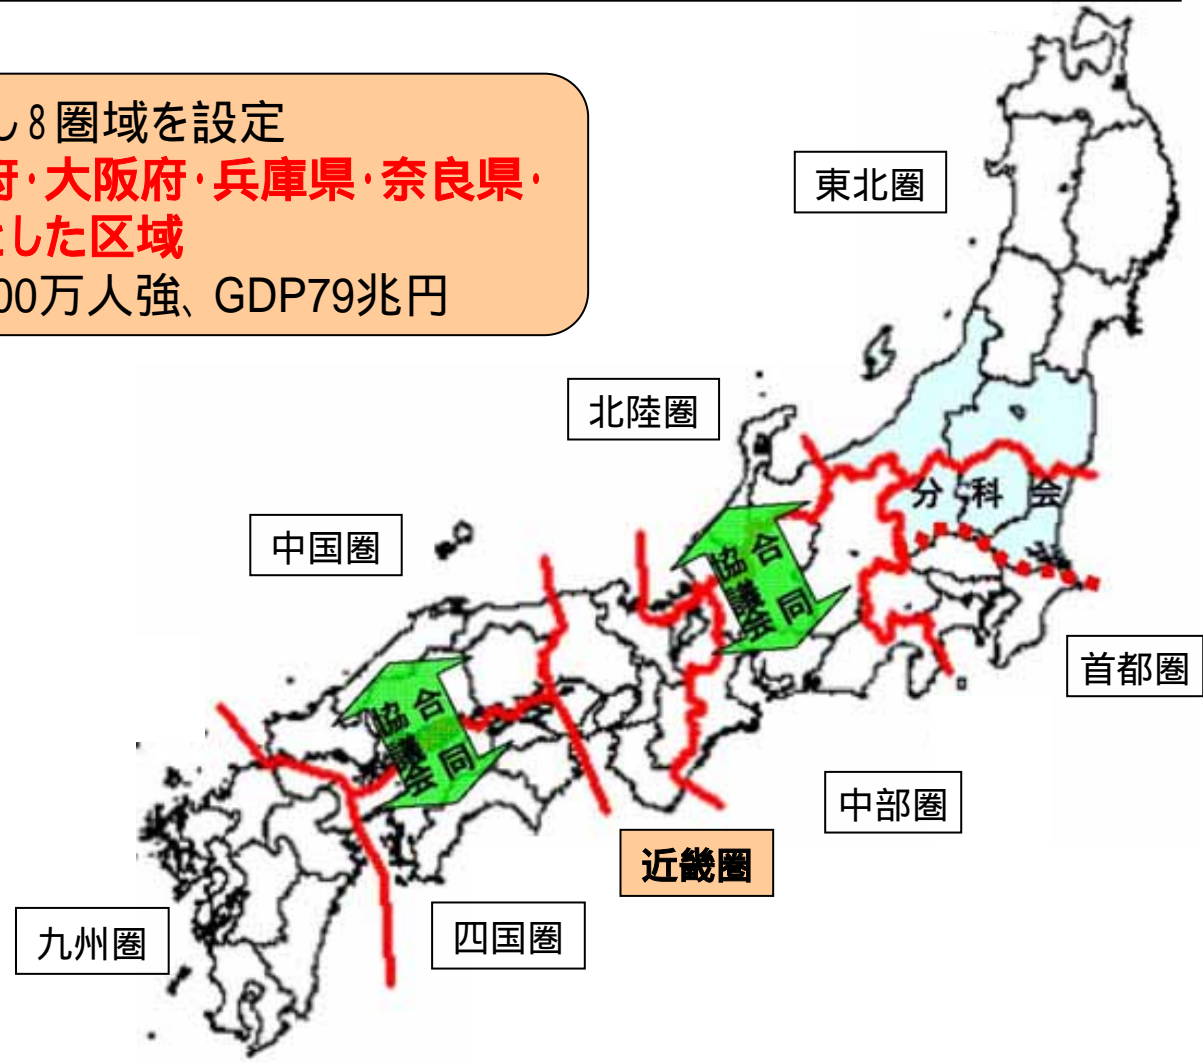 し8圏域を設定
府・大阪府・兵庫県・奈良県・
とした区域
00万人強、GDP79兆円
東北圏
北陸圏
分科会
中国圏
合同
協議会
首都圏
合同
協議会
中部圏
近畿圏
九州圏
四国圏